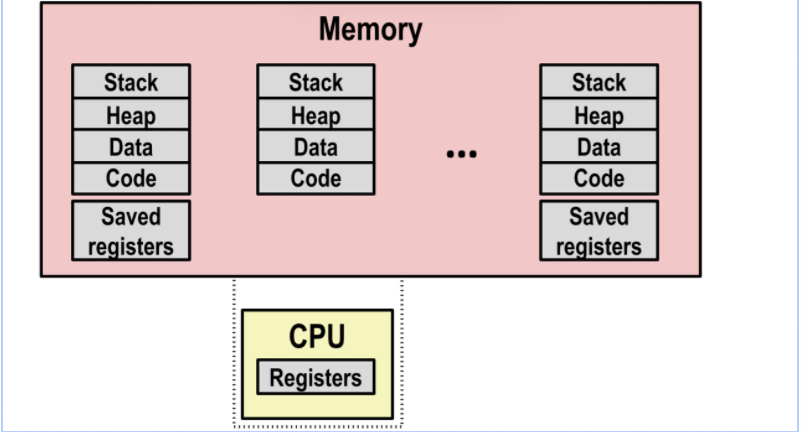 Memory
Stack
Heap
Data
Code
Saved
registers
Stack
Heap
Data
Code
...
Stack
Heap
Data
Code
Saved
registers
CPU
Registers